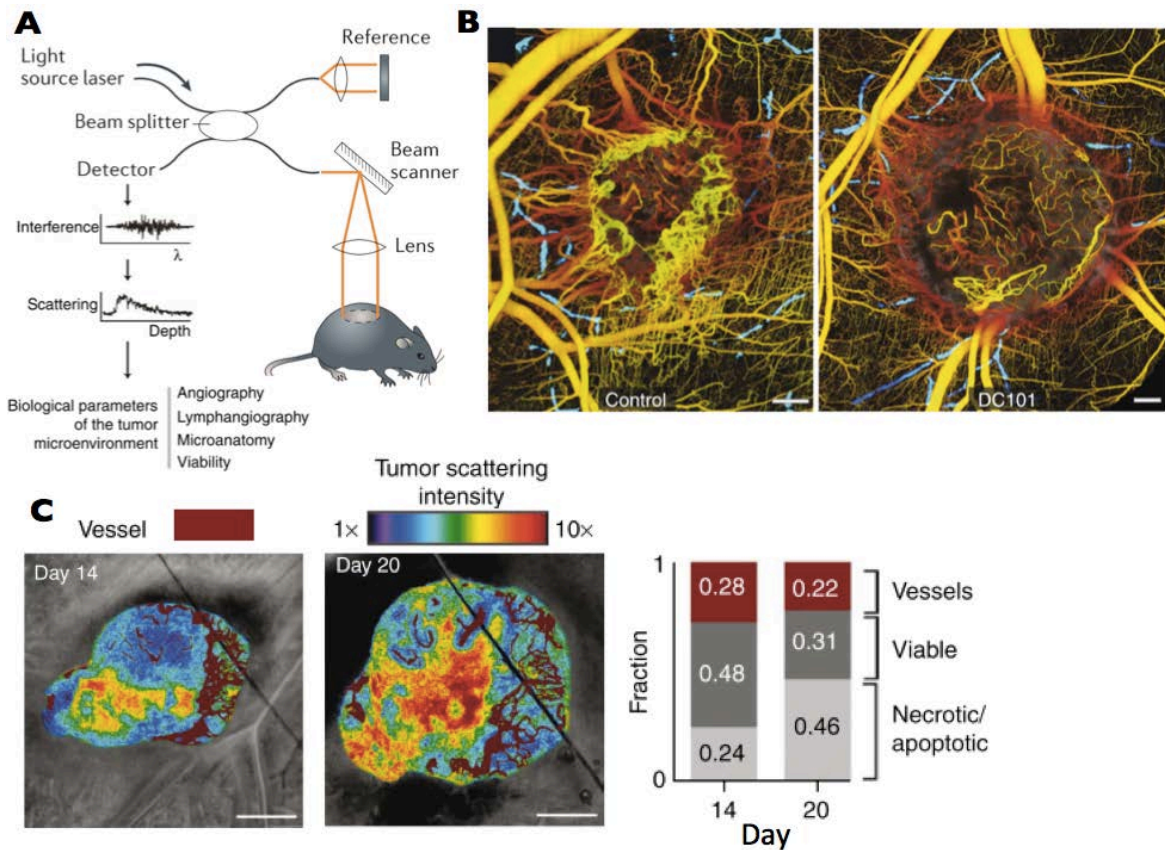 A
Light
source laser
Reference
Beam splitter
Beam
scanner
Detector
Interference
λ
Lens
Scattering
Depth
Biological parameters
of the tumor
microenvironment
Angiography
Lymphangiography
Microanatomy
Viability
B
Control
DC101
C
Vessel
Tumor scattering
intensity
1×
10×
Day 14
Day 20
1
Fraction
0
0.28
0.48
0.24
0.22
0.31
0.46
Vessels
Viable
Necrotic/
apoptotic
14
20
Day